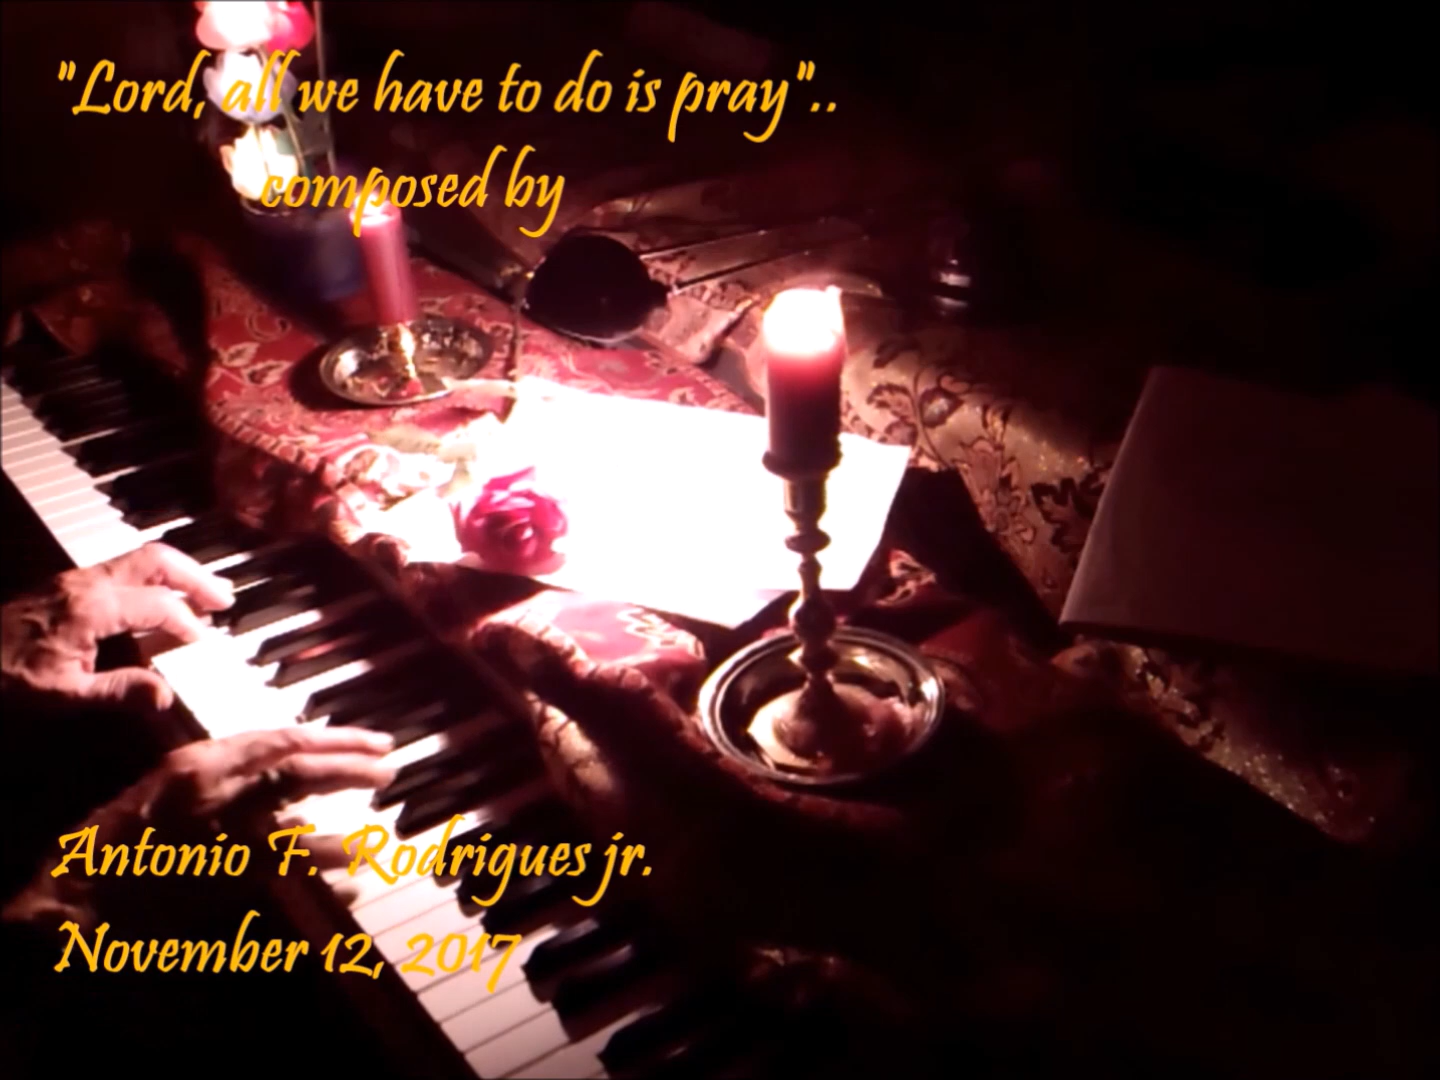 "Lord, all we have to do is pray"..
composed by
Antonio F. Rodrigues jr.
November 12, 2017